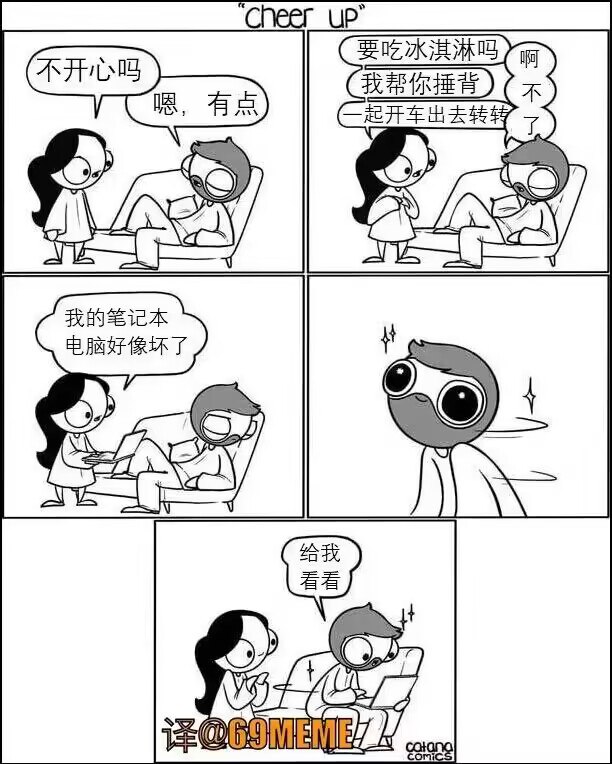 "cheer up"
不开心吗
嗯，有点
要吃冰淇淋吗
我帮你捶背
一起开车出去转转
啊
不
了
我的笔记本
电脑好像坏了
给我
看看
译@69MEME
catana
comics